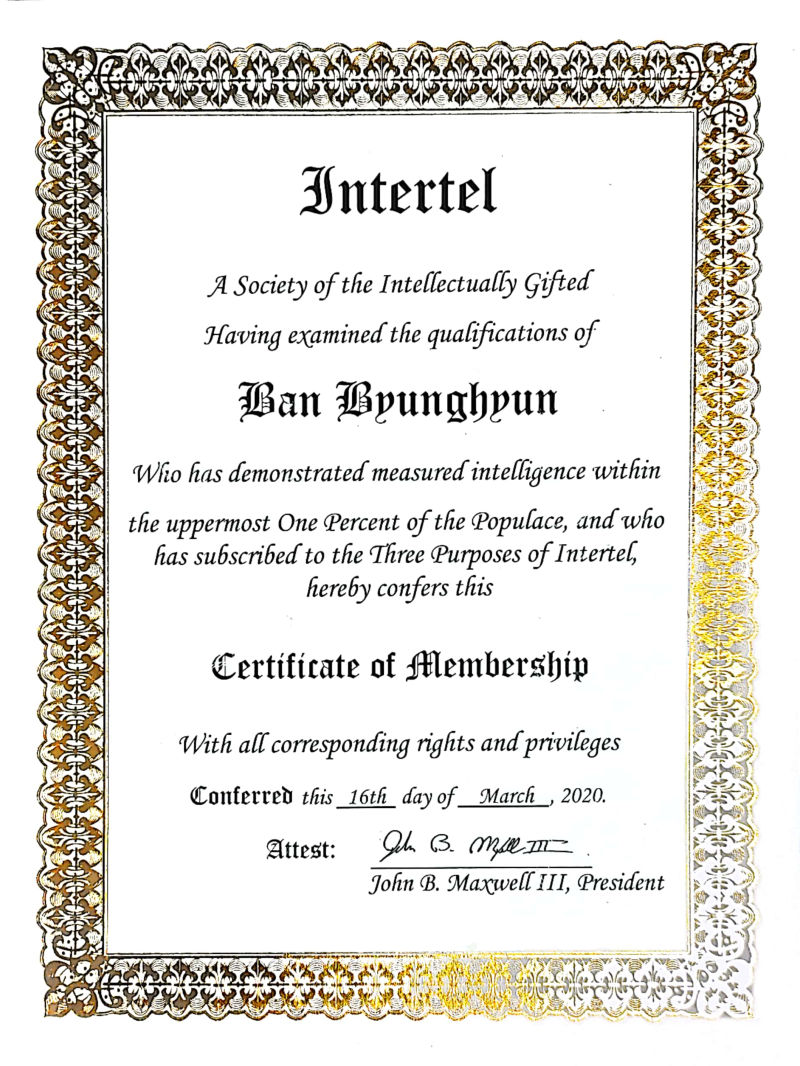 Intertel
A Society of the Intellectually Gifted
Having examined the qualifications of
Ban Byunghyun
Who has demonstrated measured intelligence within
the uppermost One Percent of the Populace, and who
has subscribed to the Three Purposes of Intertel,
hereby confers this
Certificate of Membership
With all corresponding rights and privileges
Conferred this 16th day of March, 2020.
Attest: John B. Maxwell III
John B. Maxwell III, President